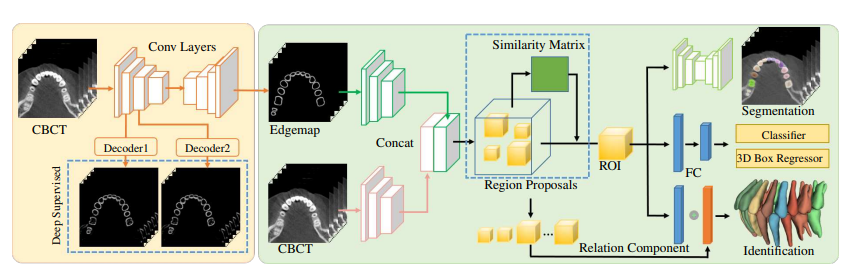 Conv Layers
CBCT
Decoder1
Decoder2
Deep Supervised
Edgemap
CBCT
Concat
Similarity Matrix
Region Proposals
ROI
Segmentation
FC
Classifier
3D Box Regressor
...
Relation Component
Identification